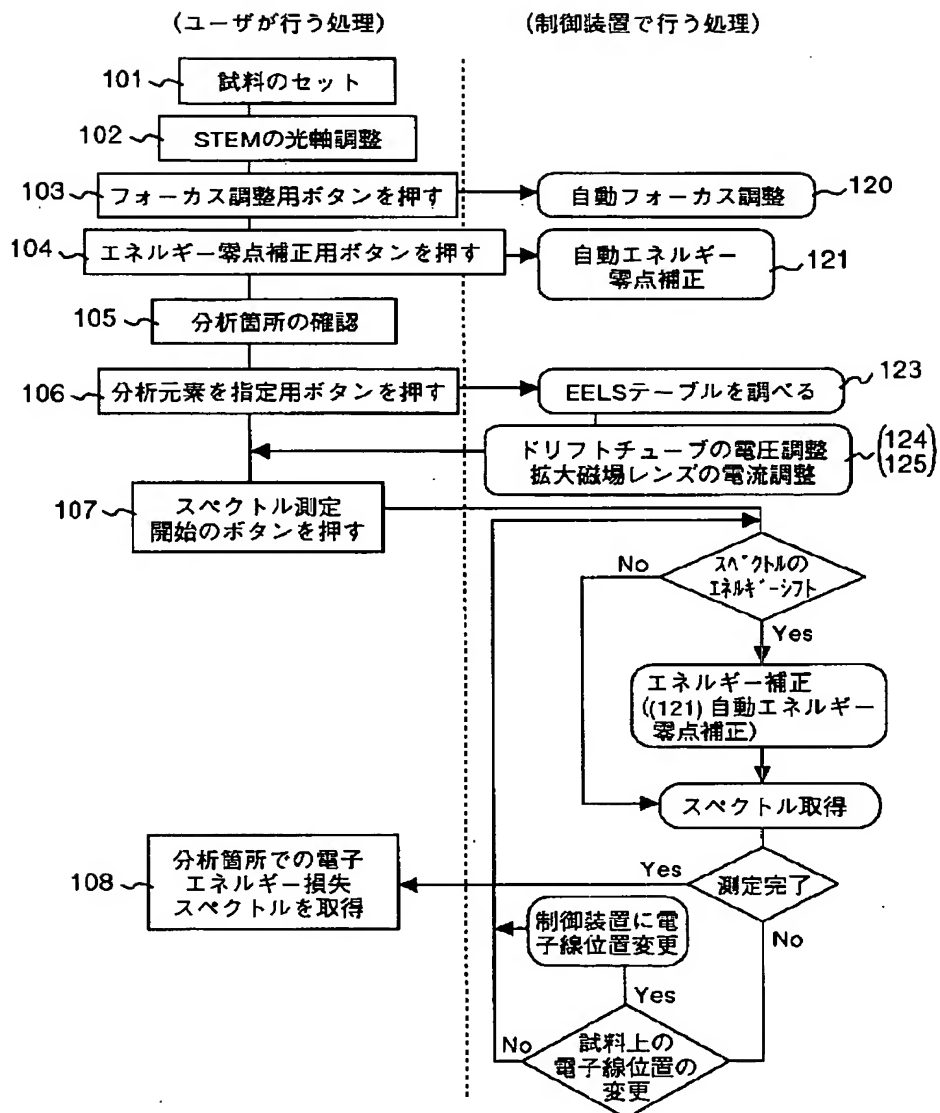 (ユーザが行う処理)
(制御装置で行う処理)
101
試料のセット
102
STEMの光軸調整
103
フォーカス調整用ボタンを押す
自動フォーカス調整
120
104
エネルギー零点補正用ボタンを押す
自動エネルギー
零点補正
121
105
分析箇所の確認
106
分析元素を指定用ボタンを押す
EELSテーブルを調べる
123
ドリフトチューブの電圧調整
拡大磁場レンズの電流調整
(124
125)
107
スペクトル測定
開始のボタンを押す
No
スペクトルの
エネルギーシフト
Yes
エネルギー補正
((121)自動エネルギー
零点補正)
スペクトル取得
108
分析箇所での電子
エネルギー損失
スペクトルを取得
Yes
測定完了
制御装置に電
子線位置変更
No
Yes
No
試料上の
電子線位置の
変更